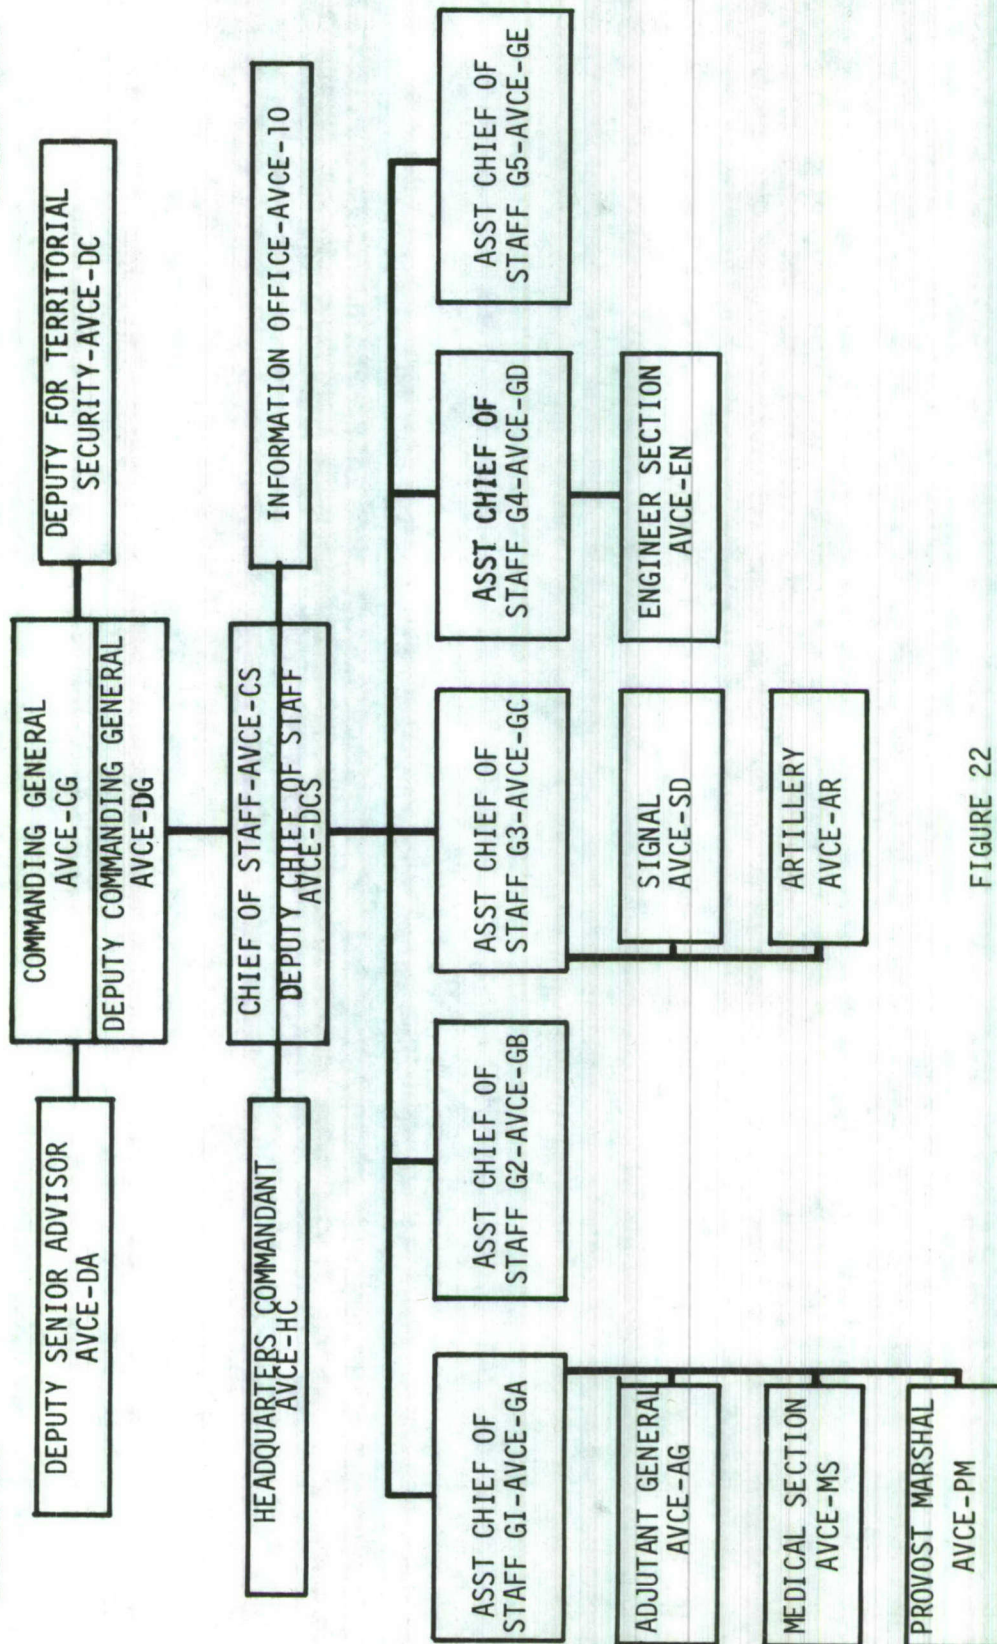 DEPUTY SENIOR ADVISOR
AVCE-DA
COMMANDING GENERAL
AVCE-CG
DEPUTY COMMANDING GENERAL
AVCE-DG
DEPUTY FOR TERRITORIAL
SECURITY-AVCE-DC
HEADQUARTERS COMMANDANT
AVCE-HC
CHIEF OF STAFF-AVCE-CS
DEPUTY CHIEF OF STAFF
AVCE-DCS
INFORMATION OFFICE-AVCE-10
ASST CHIEF OF
STAFF GI-AVCE-GA
ASST CHIEF OF
STAFF G2-AVCE-GB
ASST CHIEF OF
STAFF G3-AVCE-GC
ASST CHIEF OF
STAFF G4-AVCE-GD
ASST CHIEF OF
STAFF G5-AVCE-GE
ADJUTANT GENERAL
AVCE-AG
MEDICAL SECTION
AVCE-MS
PROVOST MARSHAL
AVCE-PM
SIGNAL
AVCE-SD
ARTILLERY
AVCE-AR
ENGINEER SECTION
AVCE-EN
FIGURE 22